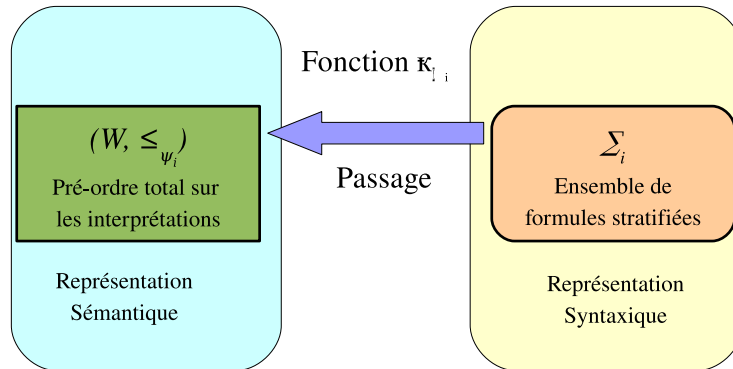 Fonction
(W, ≤ψi)
Pré-ordre total sur
les interprétations
Représentation
Sémantique
Passage
Σi
Ensemble de
formules stratifiées
Représentation
Syntaxique